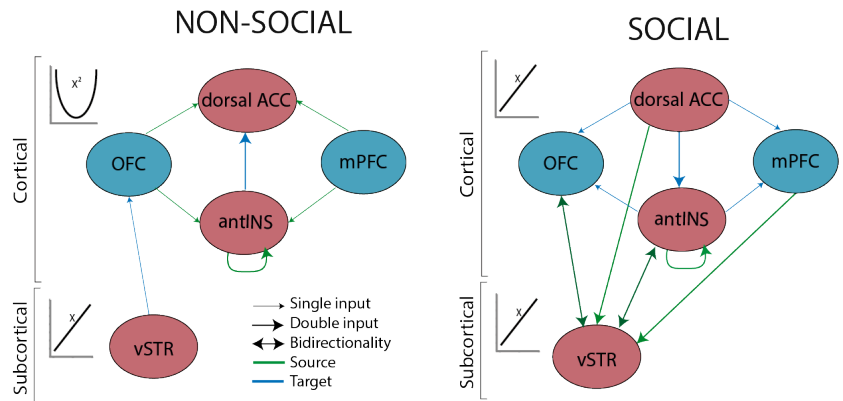 NON-SOCIAL
SOCIAL
Cortical
x²
dorsal ACC
OFC
mPFC
antINS
Subcortical
x
vSTR
Single input
Double input
Bidirectionality
Source
Target
Cortical
x
dorsal ACC
OFC
mPFC
antINS
Subcortical
x
vSTR